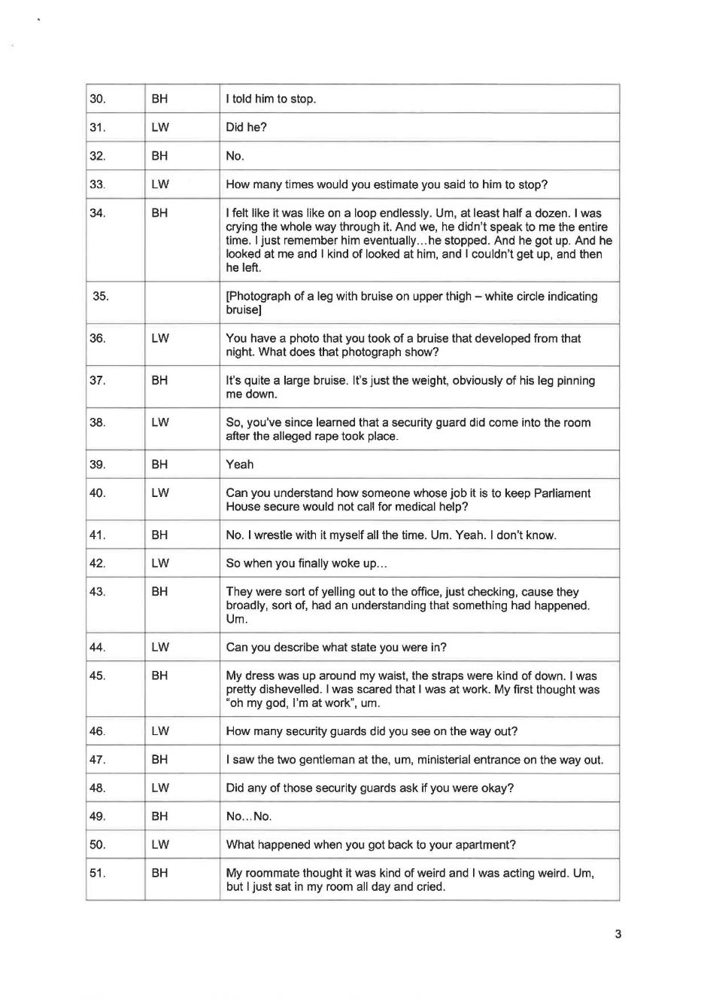 30. BH I told him to stop.
31. LW Did he?
32. BH No.
33. LW How many times would you estimate you said to him to stop?
34. BH I felt like it was like on a loop endlessly. Um, at least half a dozen. I was
crying the whole way through it. And we, he didn't speak to me the entire
time. I just remember him eventually...he stopped. And he got up. And he
looked at me and I kind of looked at him, and I couldn't get up, and then
he left.
35. [Photograph of a leg with bruise on upper thigh – white circle indicating
bruise]
36. LW You have a photo that you took of a bruise that developed from that
night. What does that photograph show?
37. BH It's quite a large bruise. It's just the weight, obviously of his leg pinning
me down.
38. LW So, you've since learned that a security guard did come into the room
after the alleged rape took place.
39. BH Yeah
40. LW Can you understand how someone whose job it is to keep Parliament
House secure would not call for medical help?
41. BH No. I wrestle with it myself all the time. Um. Yeah. I don't know.
42. LW So when you finally woke up...
43. BH They were sort of yelling out to the office, just checking, cause they
broadly, sort of, had an understanding that something had happened.
Um.
44. LW Can you describe what state you were in?
45. BH My dress was up around my waist, the straps were kind of down. I was
pretty dishevelled. I was scared that I was at work. My first thought was
"oh my god, I'm at work", um.
46. LW How many security guards did you see on the way out?
47. BH I saw the two gentleman at the, um, ministerial entrance on the way out.
48. LW Did any of those security guards ask if you were okay?
49. BH No...No.
50. LW What happened when you got back to your apartment?
51. BH My roommate thought it was kind of weird and I was acting weird. Um,
but I just sat in my room all day and cried.
3